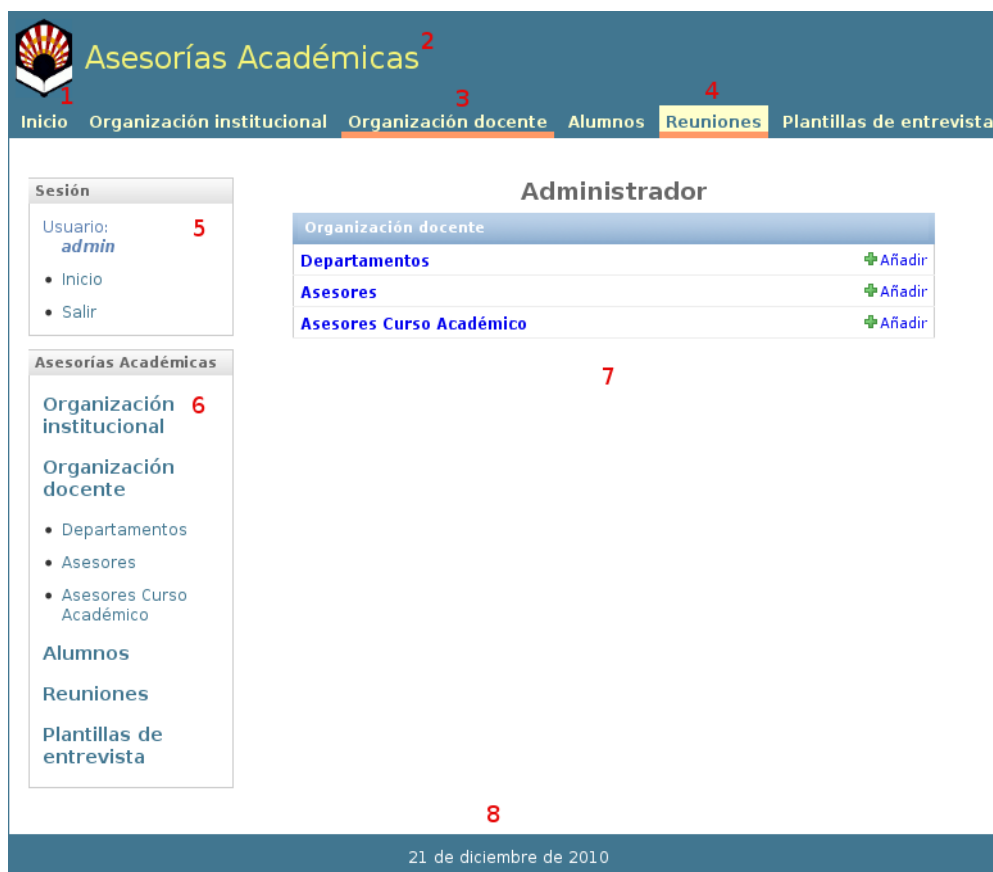 Asesorías Académicas 2
1 3 4
Inicio Organización institucional Organización docente Alumnos Reuniones Plantillas de entrevista
Sesión
Usuario: 5
admin
• Inicio
• Salir
Asesorías Académicas
Organización 6
institucional
Organización
docente
• Departamentos
• Asesores
• Asesores Curso
Académico
Alumnos
Reuniones
Plantillas de
entrevista
Administrador
Organización docente
Departamentos Añadir
Asesores Añadir
Asesores Curso Académico Añadir
7
8
21 de diciembre de 2010